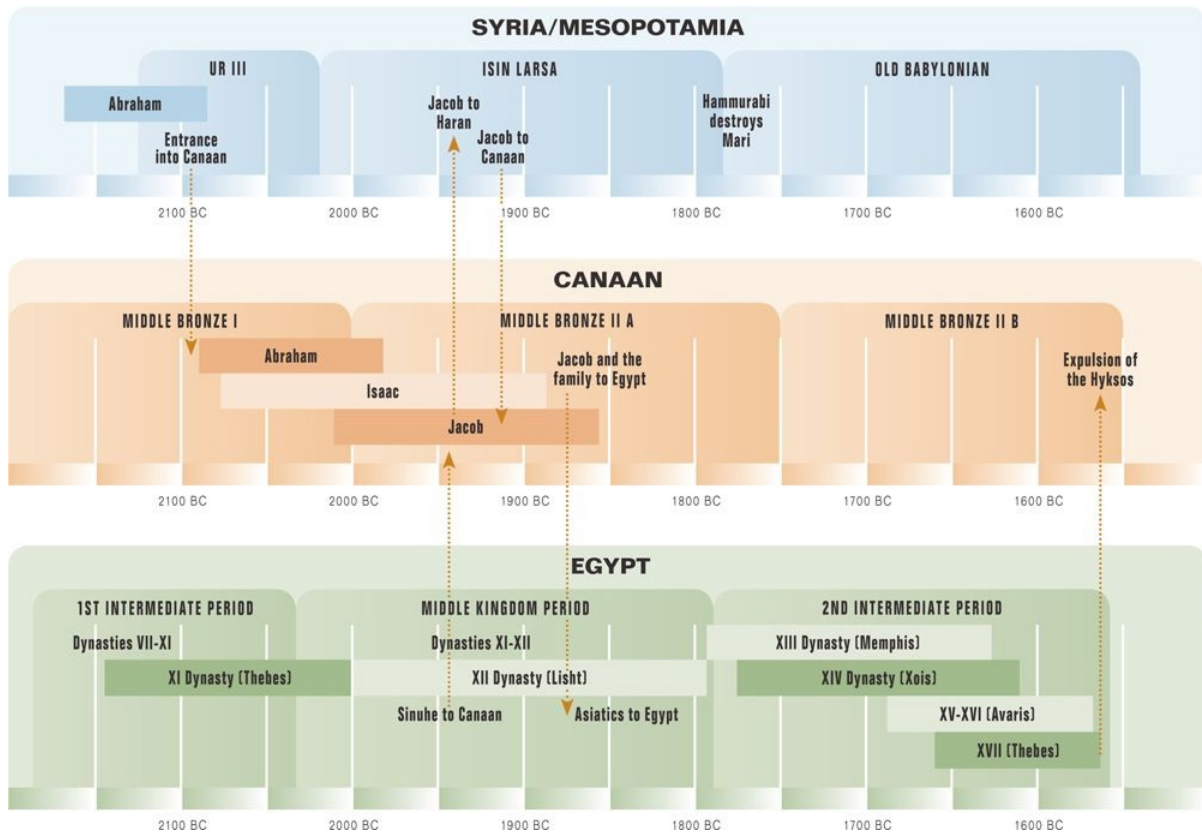 SYRIA/MESOPOTAMIA
UR III
ISIN LARSA
OLD BABYLONIAN
Abraham
Entrance
into Canaan
Jacob to
Haran
Jacob to
Canaan
Hammurabi
destroys
Mari
2100 BC
2000 BC
1900 BC
1800 BC
1700 BC
1600 BC
CANAAN
MIDDLE BRONZE I
MIDDLE BRONZE II A
MIDDLE BRONZE II B
Abraham
Isaac
Jacob
Jacob and the
family to Egypt
Expulsion of
the Hyksos
2100 BC
2000 BC
1900 BC
1800 BC
1700 BC
1600 BC
EGYPT
1ST INTERMEDIATE PERIOD
MIDDLE KINGDOM PERIOD
2ND INTERMEDIATE PERIOD
Dynasties VII-XI
Dynasties XI-XII
XIII Dynasty (Memphis)
XI Dynasty (Thebes)
XII Dynasty (Lisht)
XIV Dynasty (Xois)
Sinuhe to Canaan
Asiatics to Egypt
XV-XVI (Avaris)
XVII (Thebes)
2100 BC
2000 BC
1900 BC
1800 BC
1700 BC
1600 BC